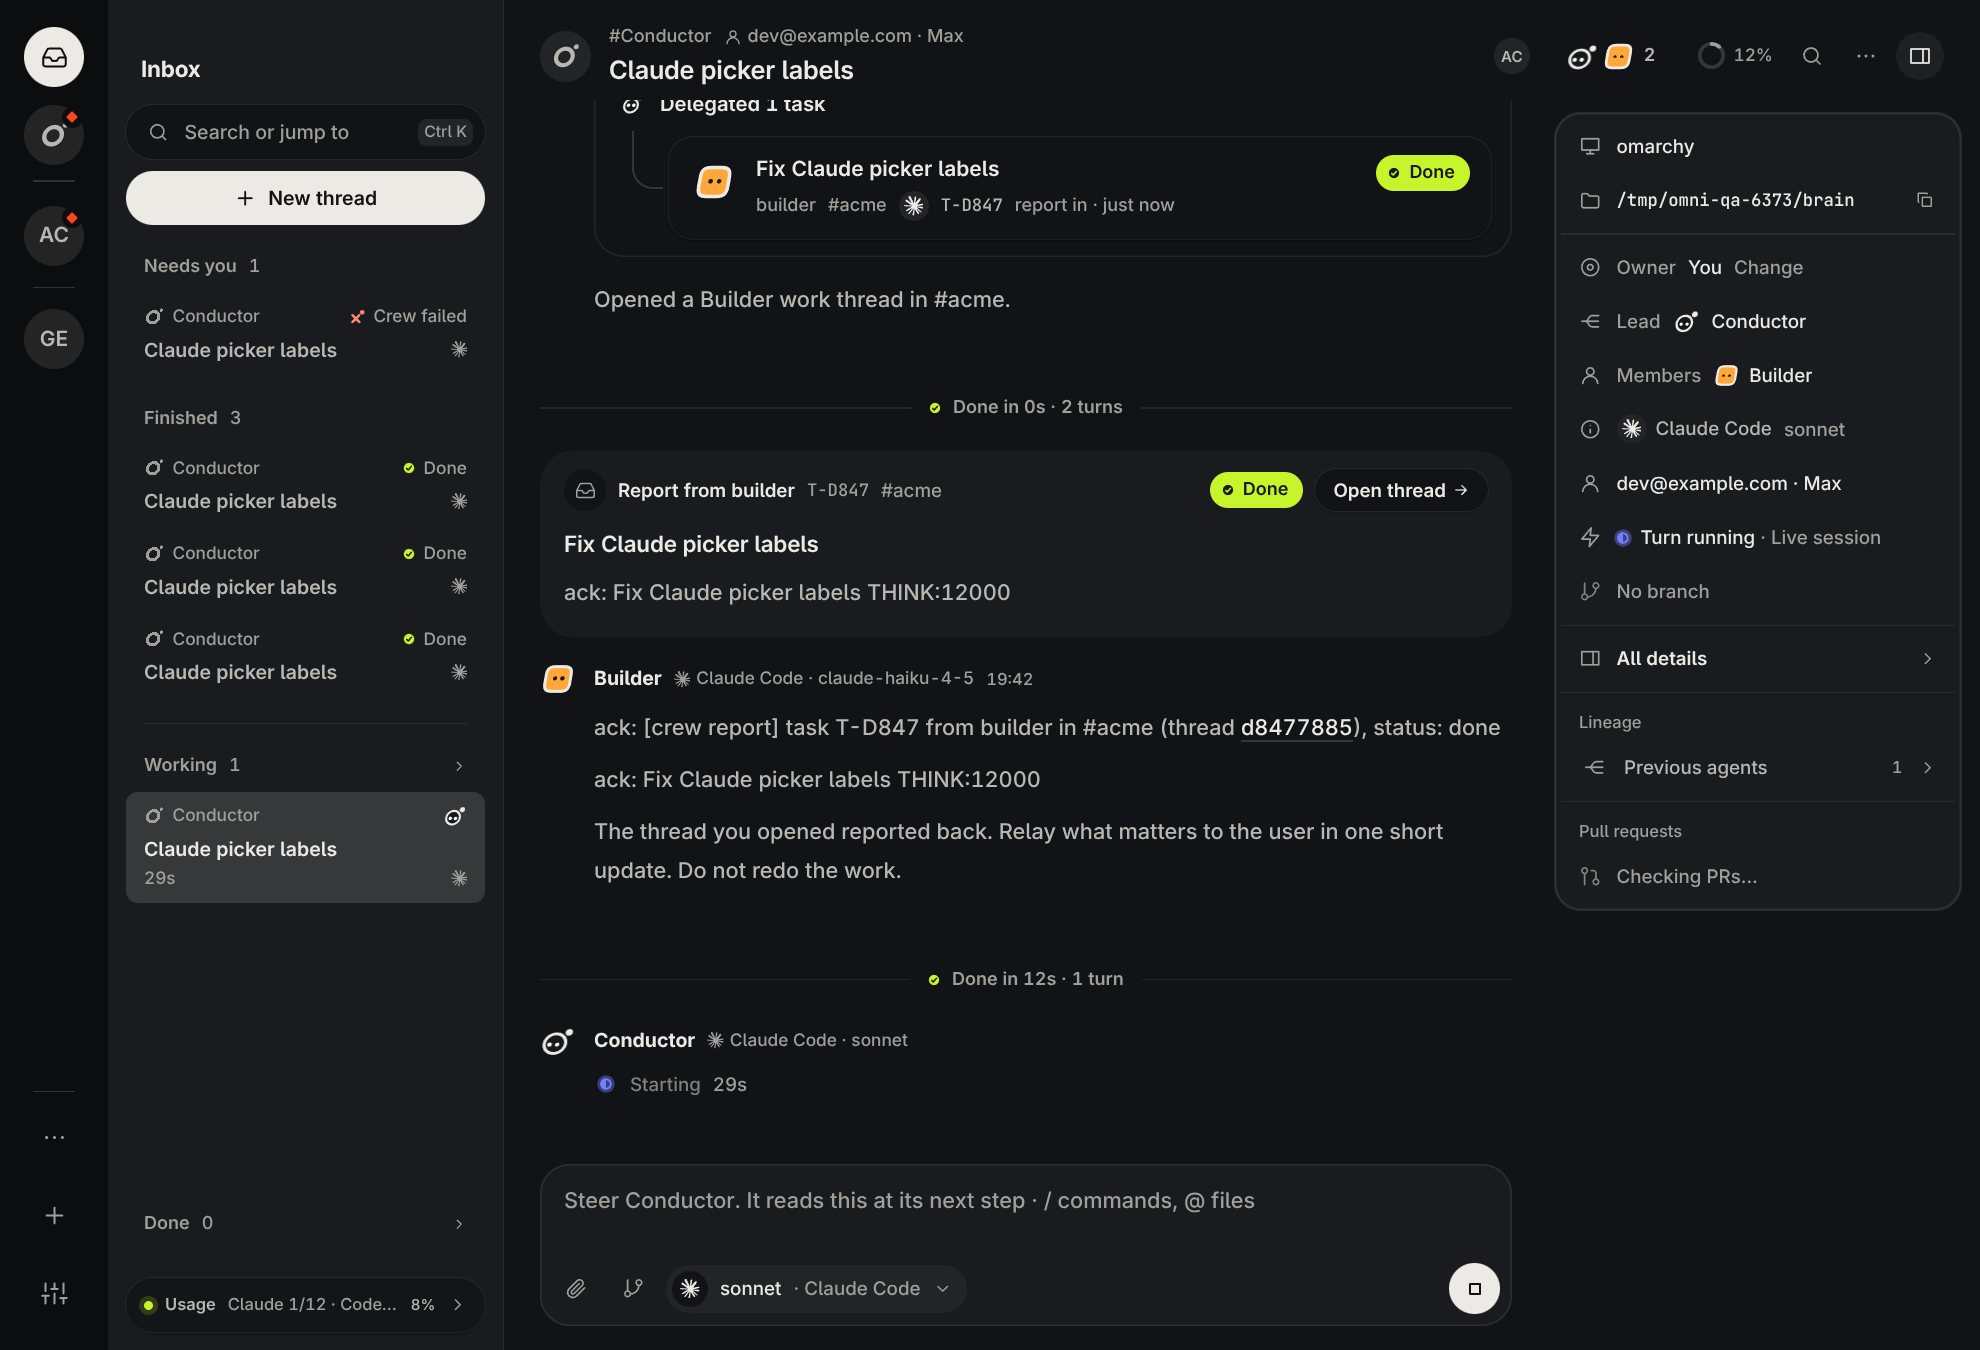 Inbox
Search or jump to Ctrl K
New thread
Needs you 1
Conductor Crew failed
Claude picker labels
Finished 3
Conductor Done
Claude picker labels
Conductor Done
Claude picker labels
Conductor Done
Claude picker labels
Working 1
Conductor
Claude picker labels
29s
Done 0
Usage Claude 1/12 · Code... 8%
AC
GE
#Conductor dev@example.com · Max
Claude picker labels
AC
2
12%
Delegated 1 task
Fix Claude picker labels
Done
builder #acme T-D847 report in · just now
Opened a Builder work thread in #acme.
Done in 0s · 2 turns
Report from builder T-D847 #acme
Done
Open thread →
Fix Claude picker labels
ack: Fix Claude picker labels THINK:12000
Builder Claude Code · claude-haiku-4-5 19:42
ack: [crew report] task T-D847 from builder in #acme (thread d8477885), status: done
ack: Fix Claude picker labels THINK:12000
The thread you opened reported back. Relay what matters to the user in one short
update. Do not redo the work.
Done in 12s · 1 turn
Conductor Claude Code · sonnet
Starting 29s
Steer Conductor. It reads this at its next step · / commands, @ files
sonnet · Claude Code
omarchy
/tmp/omni-qa-6373/brain
Owner You Change
Lead Conductor
Members Builder
Claude Code sonnet
dev@example.com · Max
Turn running · Live session
No branch
All details
Lineage
Previous agents 1
Pull requests
Checking PRs...